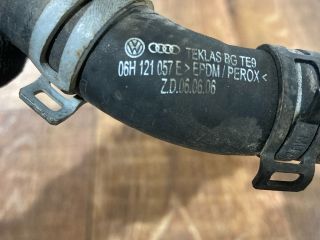 TEKLAS BG TE9
06H 121 057 E >EPDM / PEROX<
Z.D.06.06.06